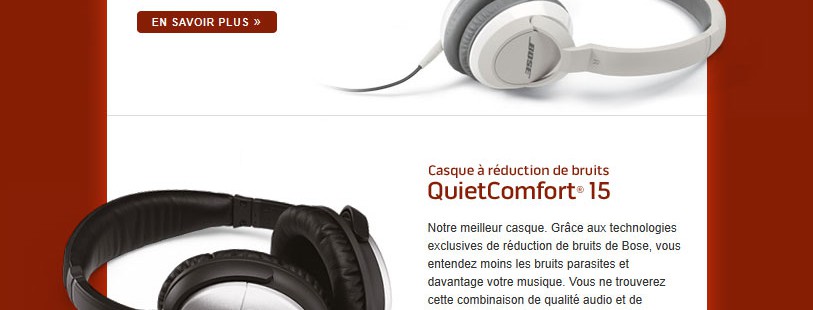 EN SAVOIR PLUS »
BOSE
Casque à réduction de bruits
QuietComfort® 15
Notre meilleur casque. Grâce aux technologies
exclusives de réduction de bruits de Bose, vous
entendez moins les bruits parasites et
davantage votre musique. Vous ne trouverez
cette combinaison de qualité audio et de